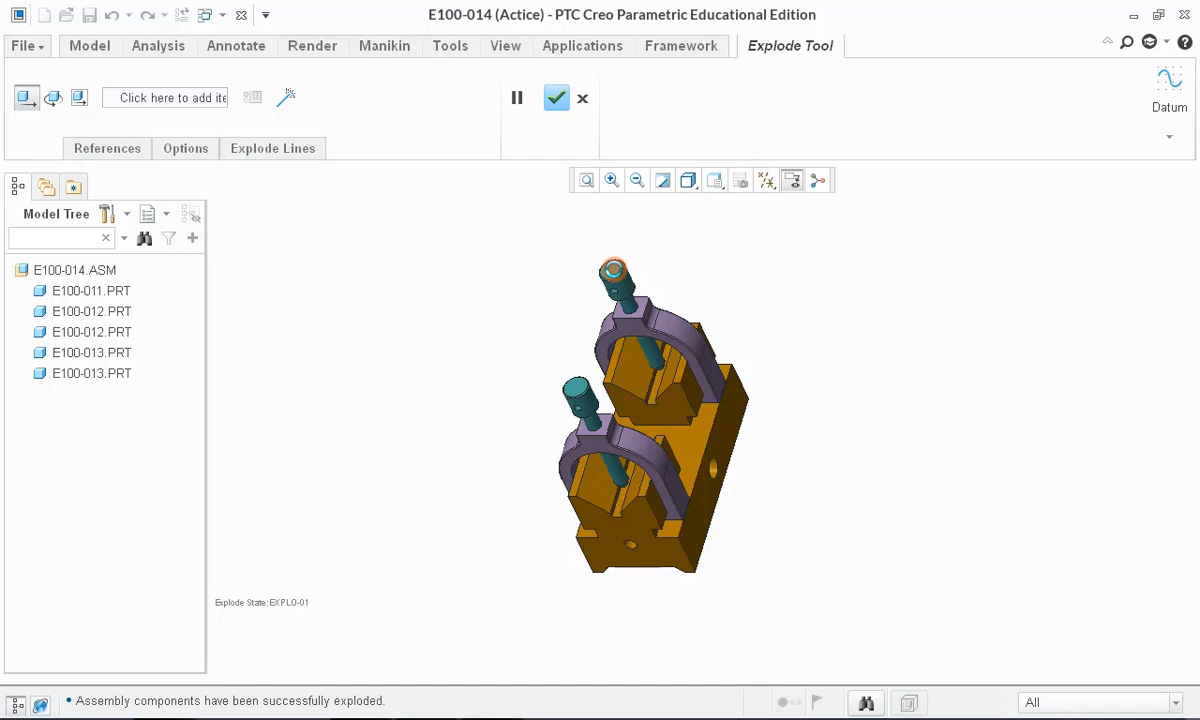 E100-014 (Actice) - PTC Creo Parametric Educational Edition
File Model Analysis Annotate Render Manikin Tools View Applications Framework Explode Tool
Click here to add ite
Datum
References Options Explode Lines
Model Tree
E100-014.ASM
E100-011.PRT
E100-012.PRT
E100-012.PRT
E100-013.PRT
E100-013.PRT
Explode State:EXPLO-01
• Assembly components have been successfully exploded.
All